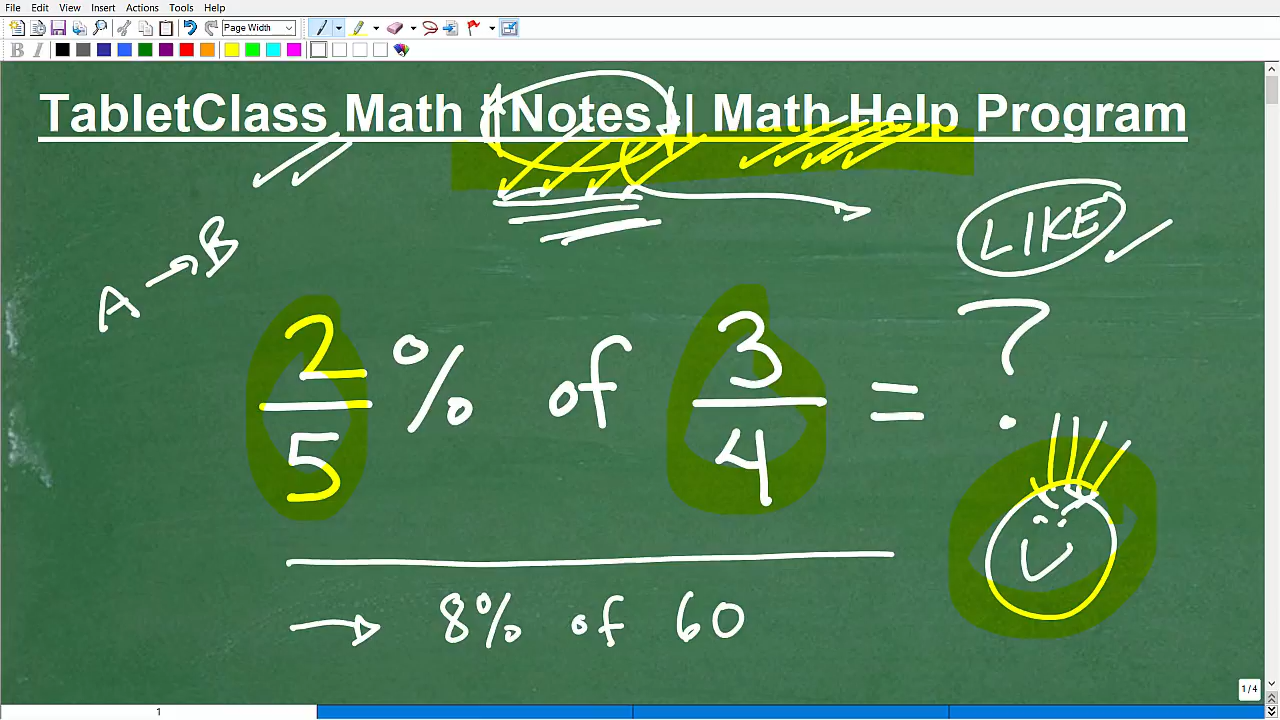 File Edit View Insert Actions Tools Help
Page Width
B I
TabletClass Math | Notes || Math Help Program
LIKE
A → B
2/5 % of 3/4 = ?
→ 8% of 60
1/4
1